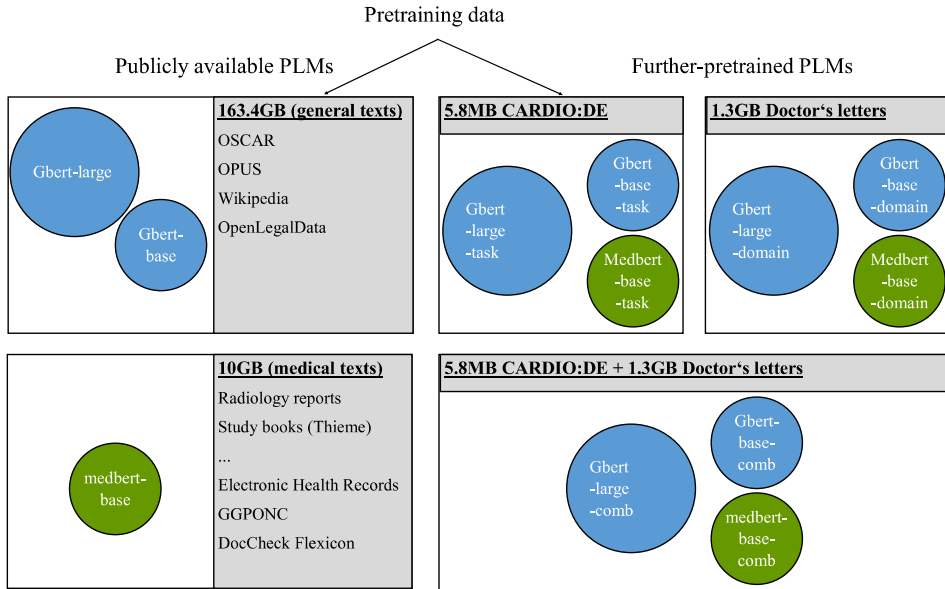 Pretraining data
Publicly available PLMs
Further-pretrained PLMs
Gbert-large
Gbert-
base
163.4GB (general texts)
OSCAR
OPUS
Wikipedia
OpenLegalData
5.8MB CARDIO:DE
Gbert
-large
-task
Gbert
-base
-task
Medbert
-base
-task
1.3GB Doctor‘s letters
Gbert
-large
-domain
Gbert
-base
-domain
Medbert
-base
-domain
medbert-
base
10GB (medical texts)
Radiology reports
Study books (Thieme)
...
Electronic Health Records
GGPONC
DocCheck Flexicon
5.8MB CARDIO:DE + 1.3GB Doctor‘s letters
Gbert
-large
-comb
Gbert-
base-
comb
medbert-
base-
comb